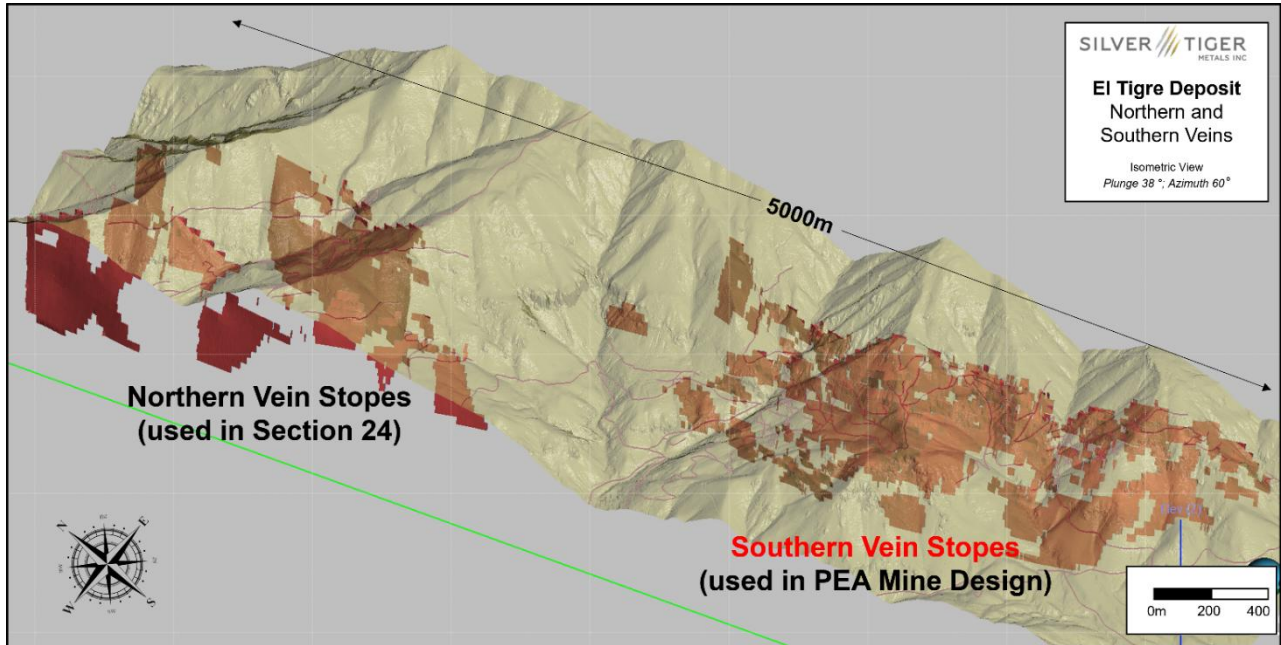 SILVER TIGER
METALS INC
El Tigre Deposit
Northern and
Southern Veins
Isometric View
Plunge 38 °; Azimuth 60°
5000m
Northern Vein Stopes
(used in Section 24)
Southern Vein Stopes
(used in PEA Mine Design)
N
E
W
S
0m 200 400